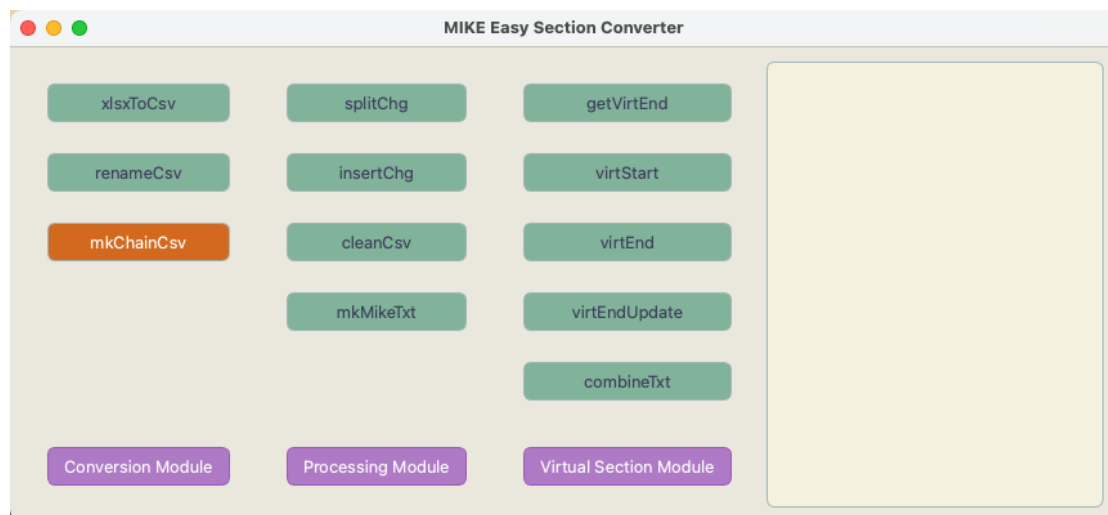 MIKE Easy Section Converter
xlsxToCsv
splitChg
getVirtEnd
renameCsv
insertChg
virtStart
mkChainCsv
cleanCsv
virtEnd
mkMikeTxt
virtEndUpdate
combineTxt
Conversion Module
Processing Module
Virtual Section Module